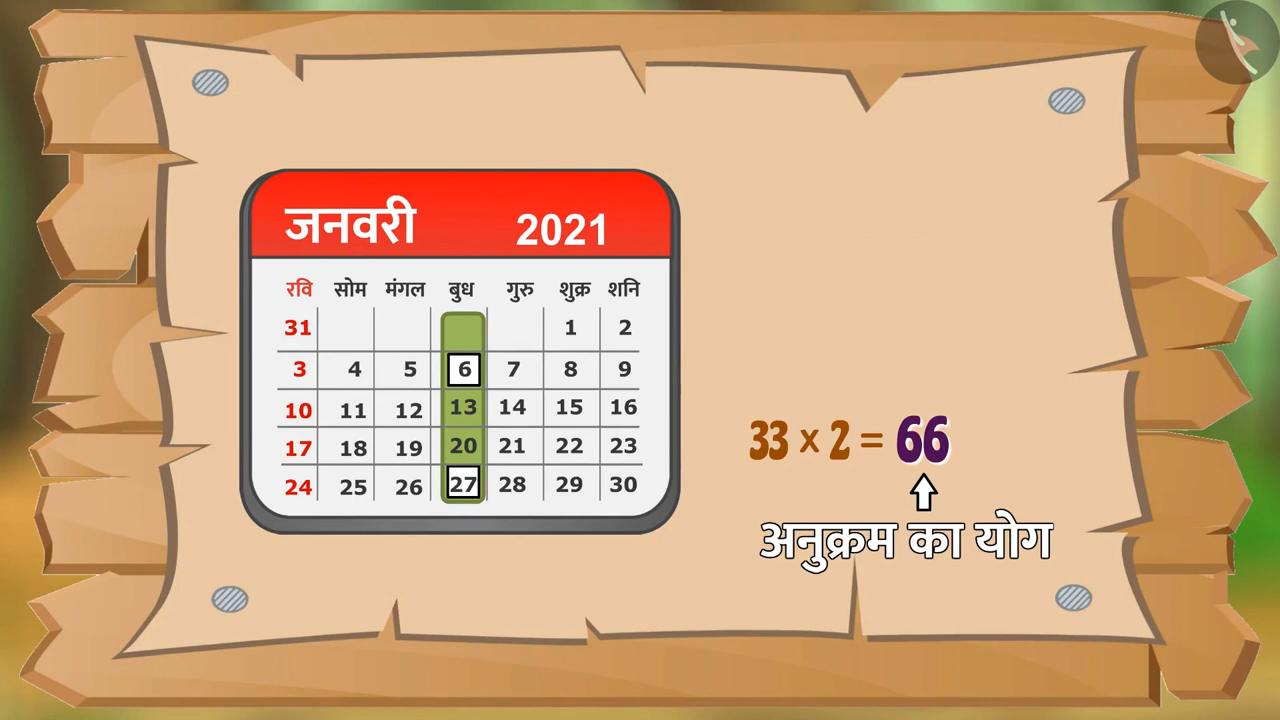 जनवरी 2021
रवि सोम मंगल बुध गुरु शुक्र शनि
31 1 2
3 4 5 6 7 8 9
10 11 12 13 14 15 16
17 18 19 20 21 22 23
24 25 26 27 28 29 30
33 × 2 = 66
अनुक्रम का योग